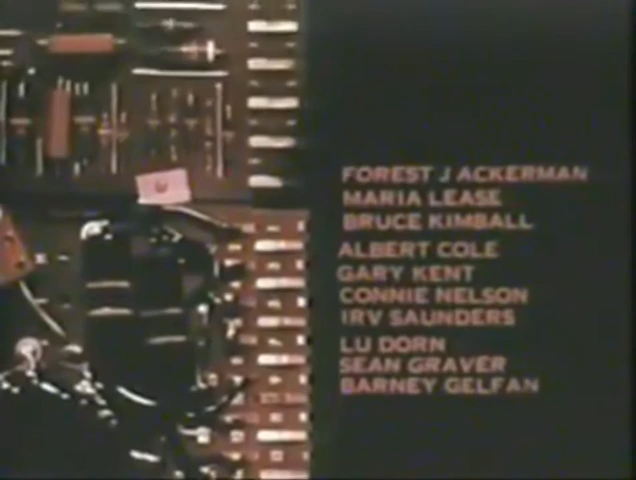 FOREST J ACKERMAN
MARIA LEASE
BRUCE KIMBALL
ALBERT COLE
GARY KENT
CONNIE NELSON
IRV SAUNDERS
LU DORN
SEAN GRAVER
BARNEY GELFAN